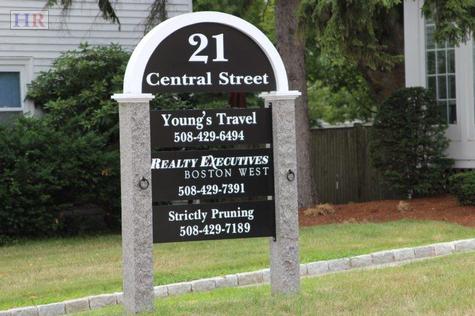 HR
21
Central Street
Young's Travel
508-429-6494
REALTY EXECUTIVES
BOSTON WEST
508-429-7391
Strictly Pruning
508-429-7189